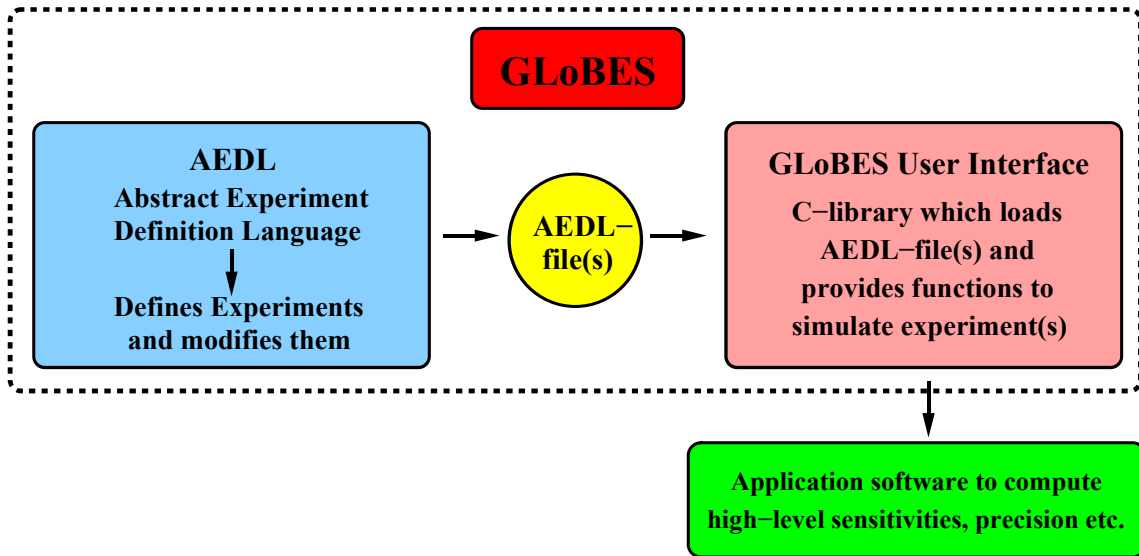 GLoBES
AEDL
Abstract Experiment
Definition Language
Defines Experiments
and modifies them
AEDL−
file(s)
GLoBES User Interface
C−library which loads
AEDL−file(s) and
provides functions to
simulate experiment(s)
Application software to compute
high−level sensitivities, precision etc.